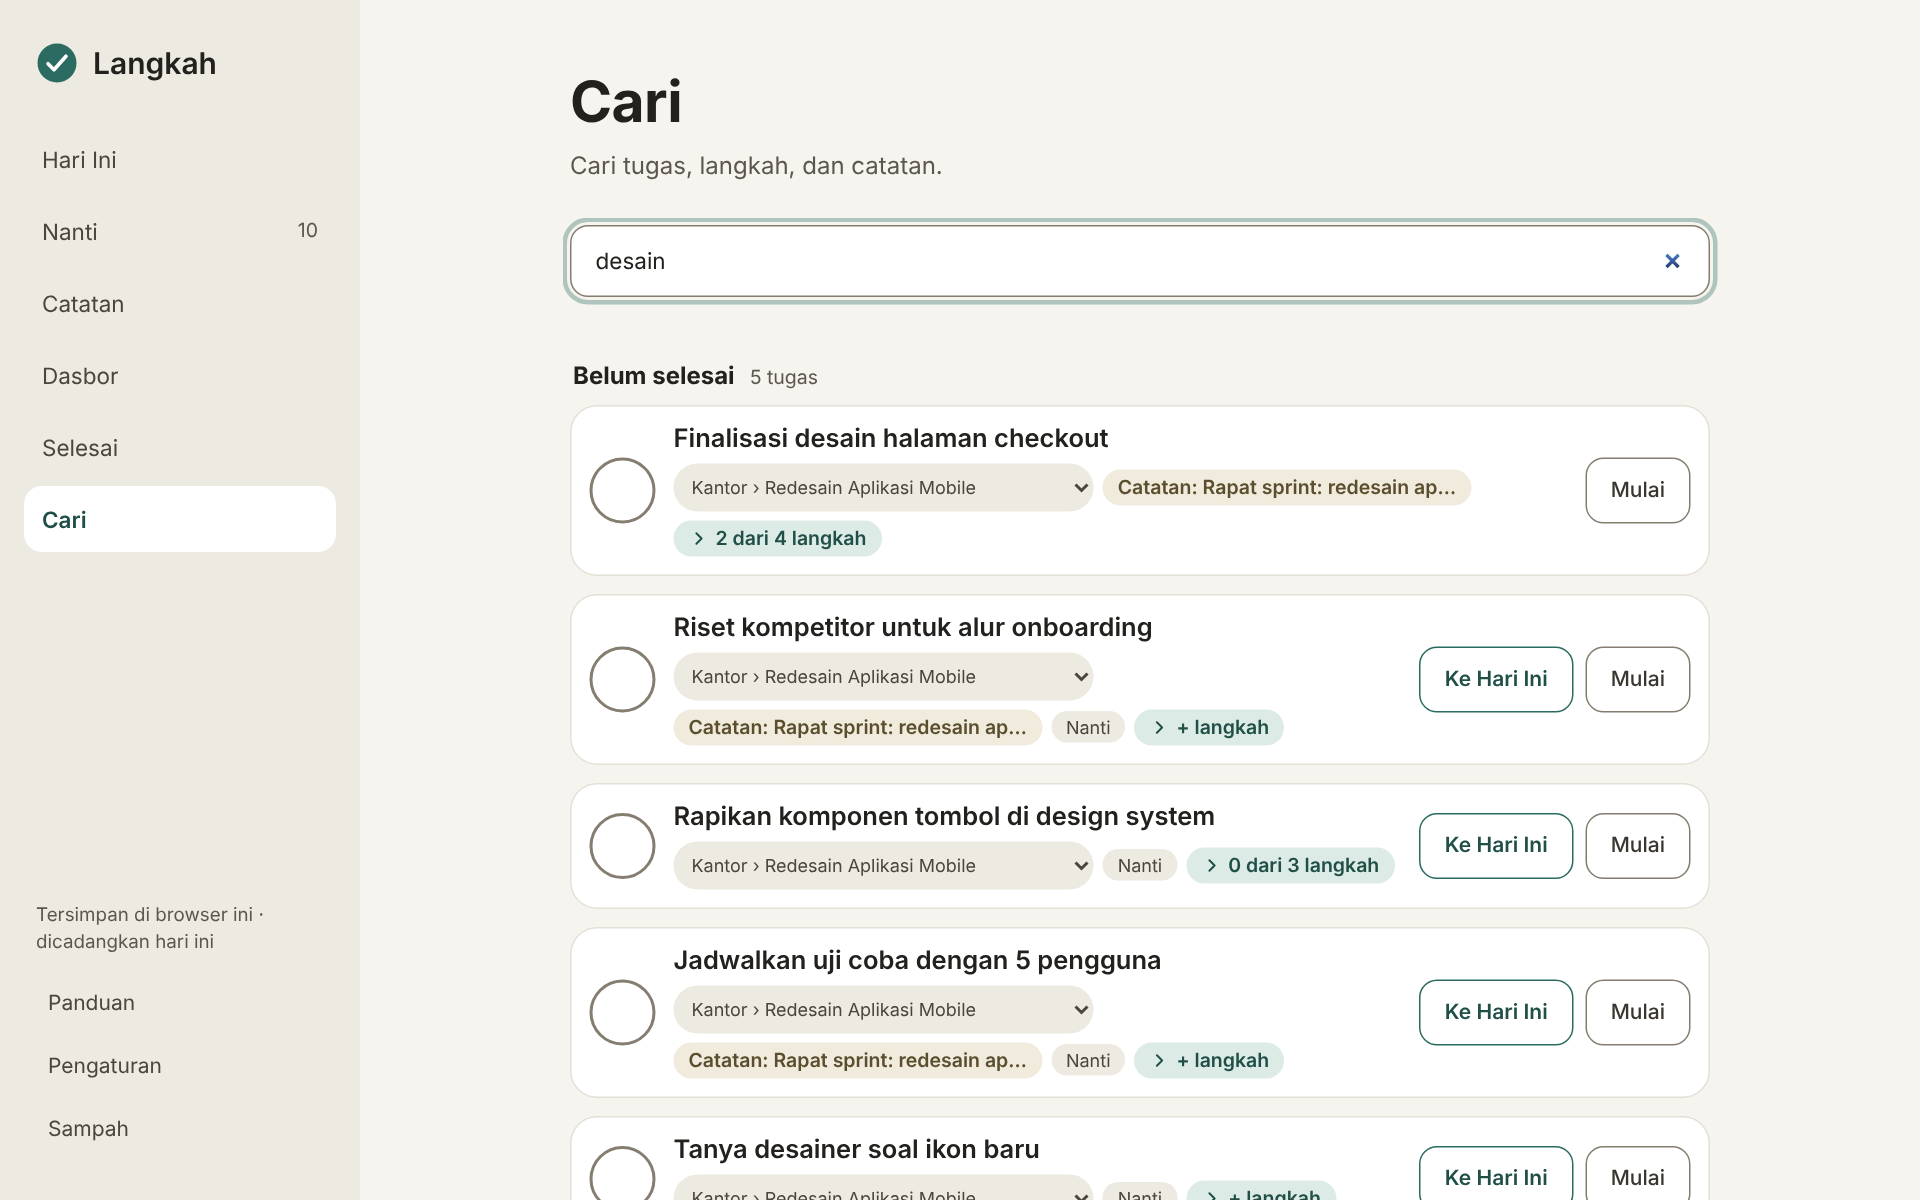 Langkah
Hari Ini
Nanti 10
Catatan
Dasbor
Selesai
Cari
Tersimpan di browser ini ·
dicadangkan hari ini
Panduan
Pengaturan
Sampah
Cari
Cari tugas, langkah, dan catatan.
desain
Belum selesai 5 tugas
Finalisasi desain halaman checkout
Kantor › Redesain Aplikasi Mobile Catatan: Rapat sprint: redesain ap...
2 dari 4 langkah
Mulai
Riset kompetitor untuk alur onboarding
Kantor › Redesain Aplikasi Mobile
Catatan: Rapat sprint: redesain ap... Nanti + langkah
Ke Hari Ini Mulai
Rapikan komponen tombol di design system
Kantor › Redesain Aplikasi Mobile Nanti 0 dari 3 langkah
Ke Hari Ini Mulai
Jadwalkan uji coba dengan 5 pengguna
Kantor › Redesain Aplikasi Mobile
Catatan: Rapat sprint: redesain ap... Nanti + langkah
Ke Hari Ini Mulai
Tanya desainer soal ikon baru
Kantor › Redesain Aplikasi Mobile Nanti + langkah
Ke Hari Ini Mulai